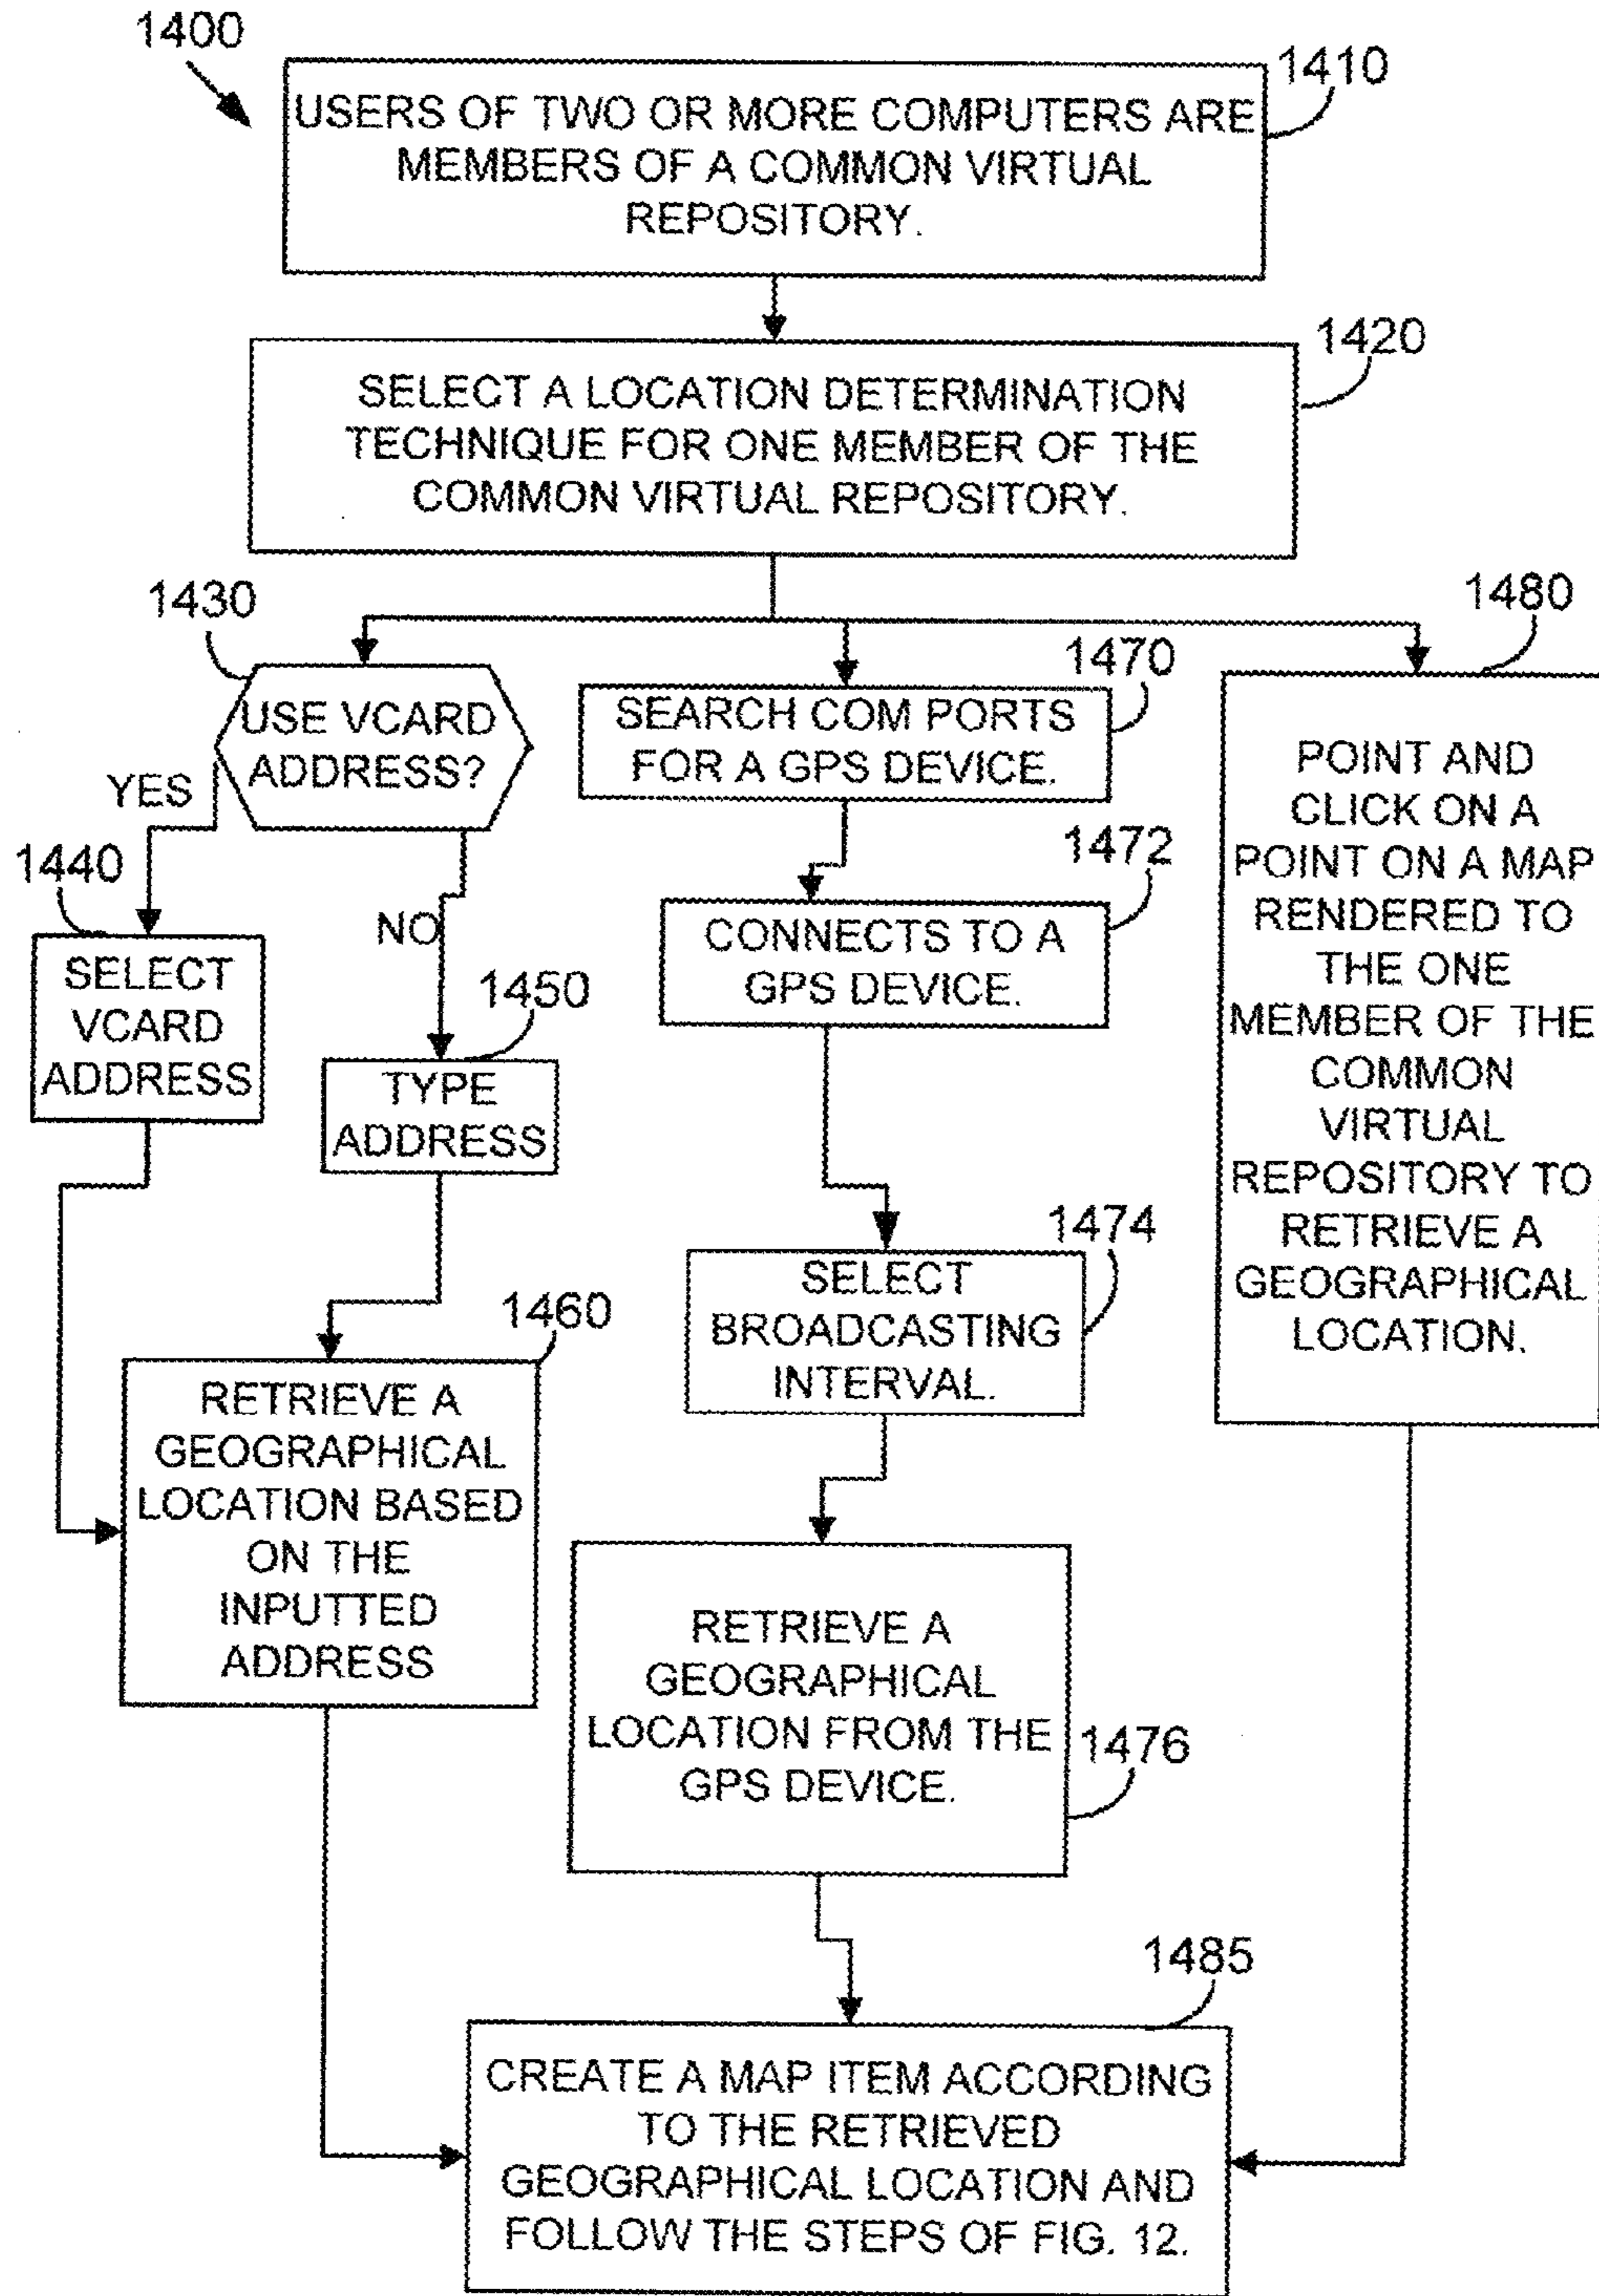 1400
1410
USERS OF TWO OR MORE COMPUTERS ARE
MEMBERS OF A COMMON VIRTUAL
REPOSITORY.
1420
SELECT A LOCATION DETERMINATION
TECHNIQUE FOR ONE MEMBER OF THE
COMMON VIRTUAL REPOSITORY.
1430
USE VCARD
ADDRESS?
YES
NO
1440
SELECT
VCARD
ADDRESS
1450
TYPE
ADDRESS
1460
RETRIEVE A
GEOGRAPHICAL
LOCATION BASED
ON THE
INPUTTED
ADDRESS
1470
SEARCH COM PORTS
FOR A GPS DEVICE.
1472
CONNECTS TO A
GPS DEVICE.
1474
SELECT
BROADCASTING
INTERVAL.
1476
RETRIEVE A
GEOGRAPHICAL
LOCATION FROM THE
GPS DEVICE.
1480
POINT AND
CLICK ON A
POINT ON A MAP
RENDERED TO
THE ONE
MEMBER OF THE
COMMON
VIRTUAL
REPOSITORY TO
RETRIEVE A
GEOGRAPHICAL
LOCATION.
1485
CREATE A MAP ITEM ACCORDING
TO THE RETRIEVED
GEOGRAPHICAL LOCATION AND
FOLLOW THE STEPS OF FIG. 12.